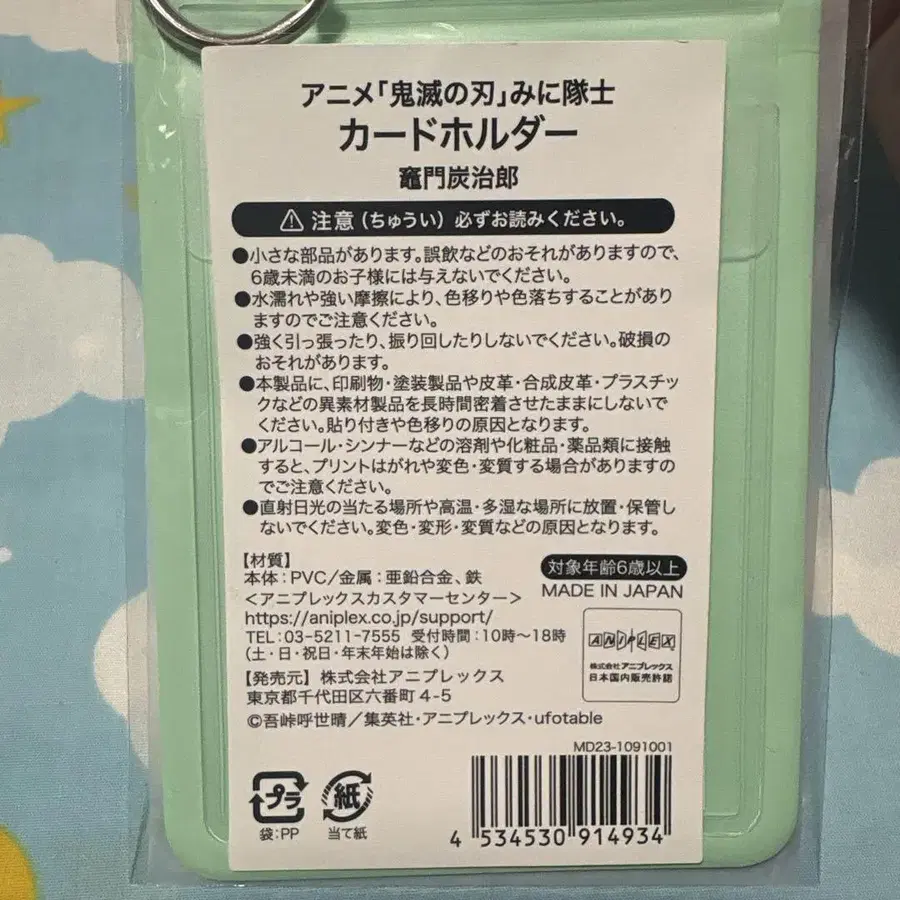 アニメ「鬼滅の刃」みに隊士
カードホルダー
竈門炭治郎
⚠ 注意(ちゅうい)必ずお読みください。
●小さな部品があります。誤飲などのおそれがありますので、
6歳未満のお子様には与えないでください。
●水濡れや強い摩擦により、色移りや色落ちすることがあり
ますのでご注意ください。
●強く引っ張ったり、振り回したりしないでください。破損の
おそれがあります。
●本製品に、印刷物・塗装製品や皮革・合成皮革・プラスチッ
クなどの異素材製品を長時間密着させたままにしないで
ください。貼り付きや色移りの原因となります。
●アルコール・シンナーなどの溶剤や化粧品・薬品類に接触
すると、プリントはがれや変色・変質する場合がありますの
でご注意ください。
●直射日光の当たる場所や高温・多湿な場所に放置・保管し
ないでください。変色・変形・変質などの原因となります。
【材質】
本体:PVC/金属:亜鉛合金、鉄
対象年齢6歳以上
MADE IN JAPAN
<アニプレックスカスタマーセンター>
https://aniplex.co.jp/support/
TEL:03-5211-7555 受付時間:10時〜18時
(土・日・祝日・年末年始は除く)
ANIPLEX
株式会社アニプレックス
日本国内販売許諾
【発売元】株式会社アニプレックス
東京都千代田区六番町4-5
©吾峠呼世晴/集英社・アニプレックス・ufotable
MD23-1091001
プラ
袋:PP
紙
当て紙
4 534530 914934